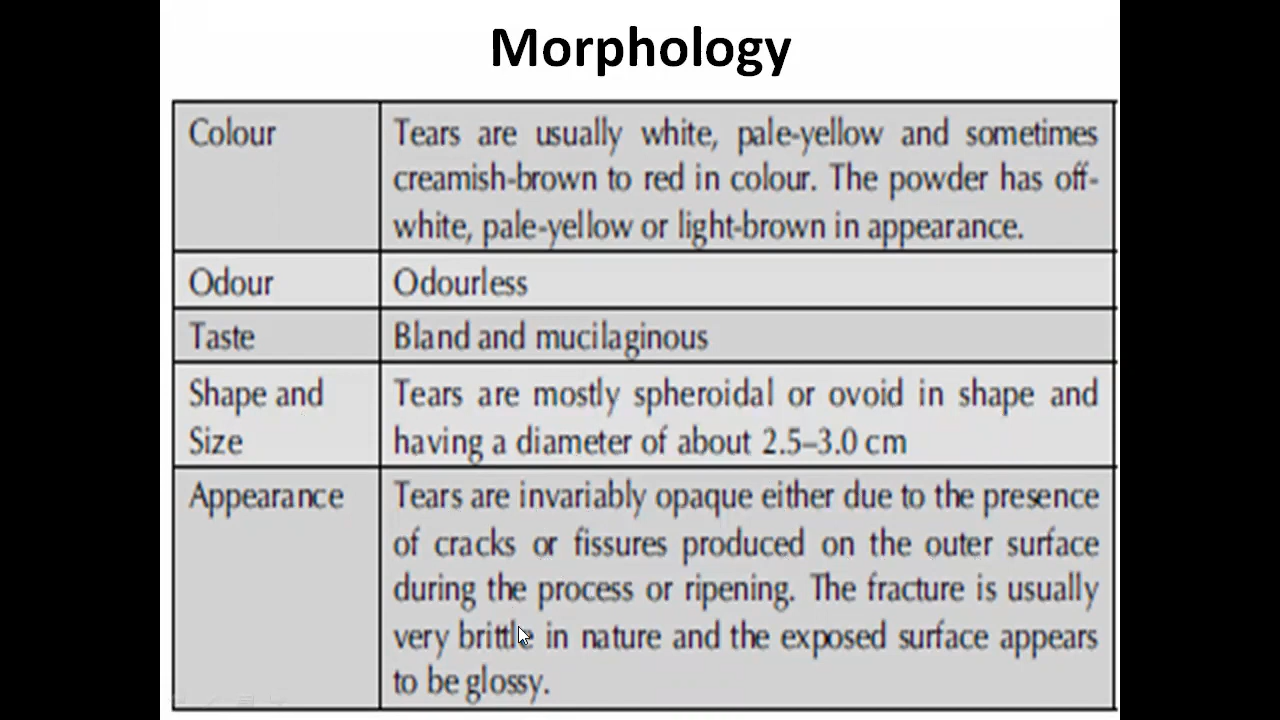 Morphology
Colour
Tears are usually white, pale-yellow and sometimes
creamish-brown to red in colour. The powder has off-
white, pale-yellow or light-brown in appearance.
Odour
Odourless
Taste
Bland and mucilaginous
Shape and
Size
Tears are mostly spheroidal or ovoid in shape and
having a diameter of about 2.5–3.0 cm
Appearance
Tears are invariably opaque either due to the presence
of cracks or fissures produced on the outer surface
during the process or ripening. The fracture is usually
very brittle in nature and the exposed surface appears
to be glossy.